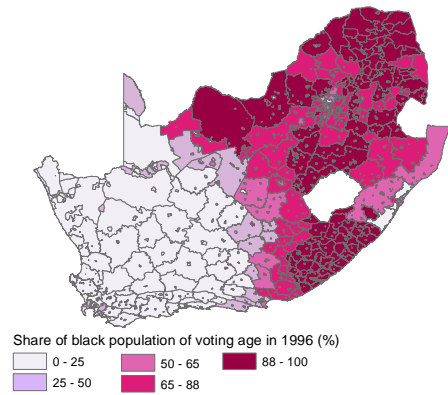 Share of black population of voting age in 1996 (%)
0 - 25 50 - 65 88 - 100
25 - 50 65 - 88